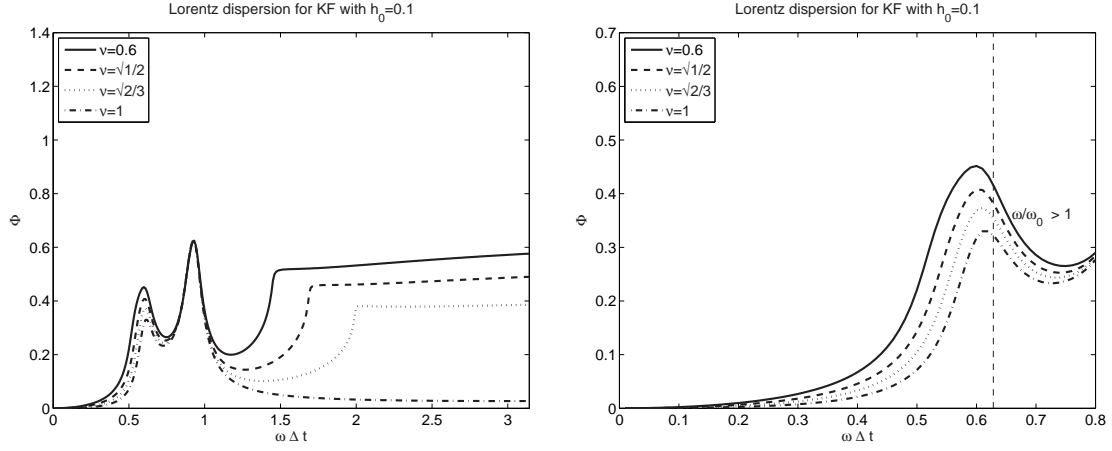 Lorentz dispersion for KF with h₀=0.1
1.4
1.2
1
0.8
0.6
0.4
0.2
0
Φ
ν=0.6
ν=√1/2
ν=√2/3
ν=1
0 0.5 1 1.5 2 2.5 3
ω Δ t
Lorentz dispersion for KF with h₀=0.1
0.7
0.6
0.5
0.4
0.3
0.2
0.1
0
Φ
ν=0.6
ν=√1/2
ν=√2/3
ν=1
ω/ω₀ > 1
0 0.1 0.2 0.3 0.4 0.5 0.6 0.7 0.8
ω Δ t